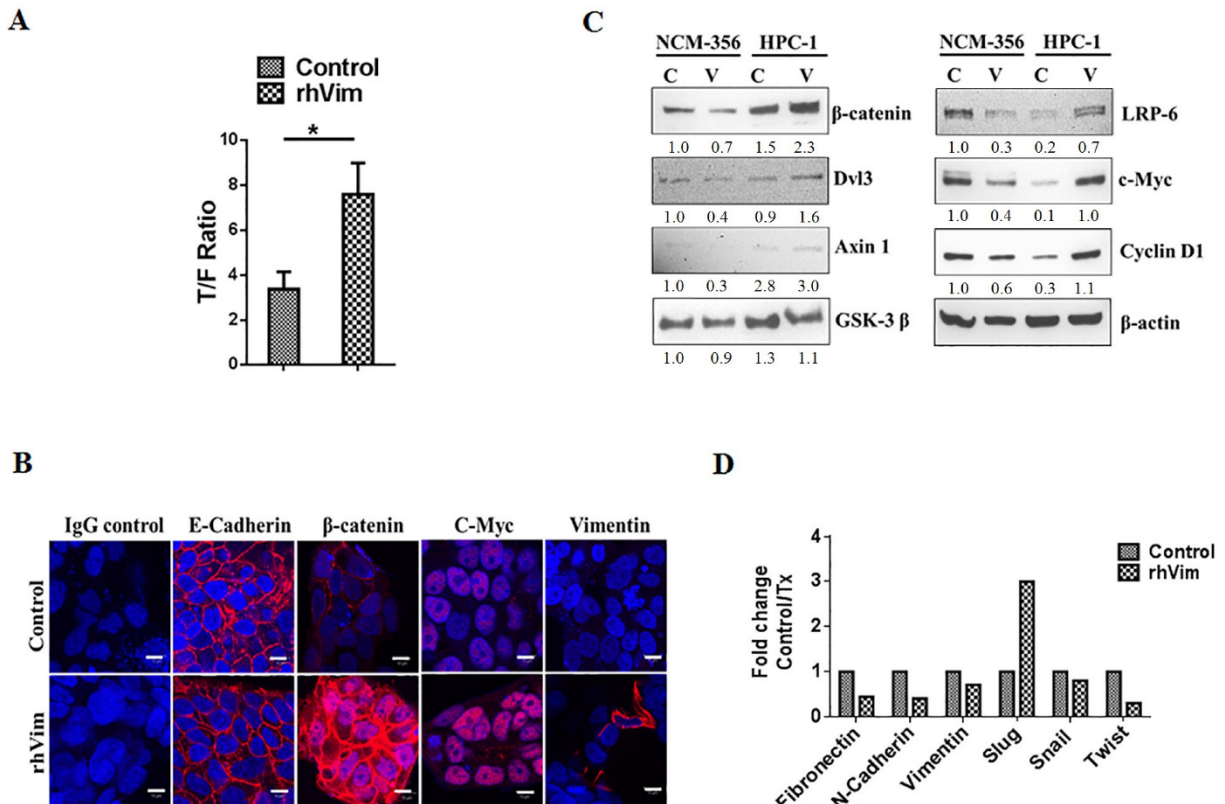 A
Control
rhVim
*
10
8
6
4
2
0
T/F Ratio
C
NCM-356 HPC-1
C V C V
β-catenin
1.0 0.7 1.5 2.3
Dvl3
1.0 0.4 0.9 1.6
Axin 1
1.0 0.3 2.8 3.0
GSK-3 β
1.0 0.9 1.3 1.1
NCM-356 HPC-1
C V C V
LRP-6
1.0 0.3 0.2 0.7
c-Myc
1.0 0.4 0.1 1.0
Cyclin D1
1.0 0.6 0.3 1.1
β-actin
B
IgG control E-Cadherin β-catenin C-Myc Vimentin
Control
rhVim
D
Control
rhVim
Fold change
Control/Tx
4
3
2
1
0
Fibronectin
N-Cadherin
Vimentin
Slug
Snail
Twist